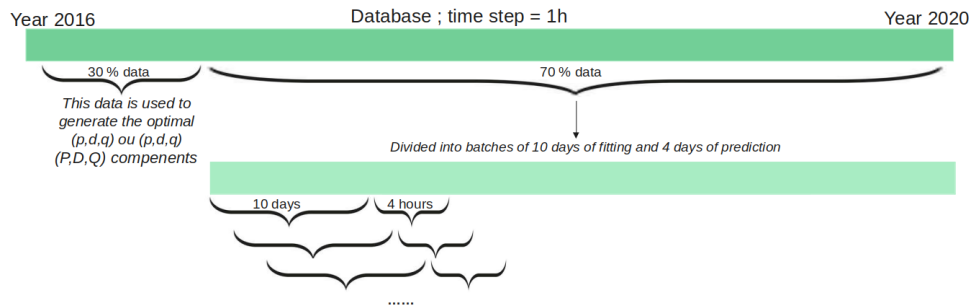 Year 2016
Database ; time step = 1h
Year 2020
30 % data
70 % data
This data is used to
generate the optimal
(p,d,q) ou (p,d,q)
(P,D,Q) compenents
Divided into batches of 10 days of fitting and 4 days of prediction
10 days
4 hours
......